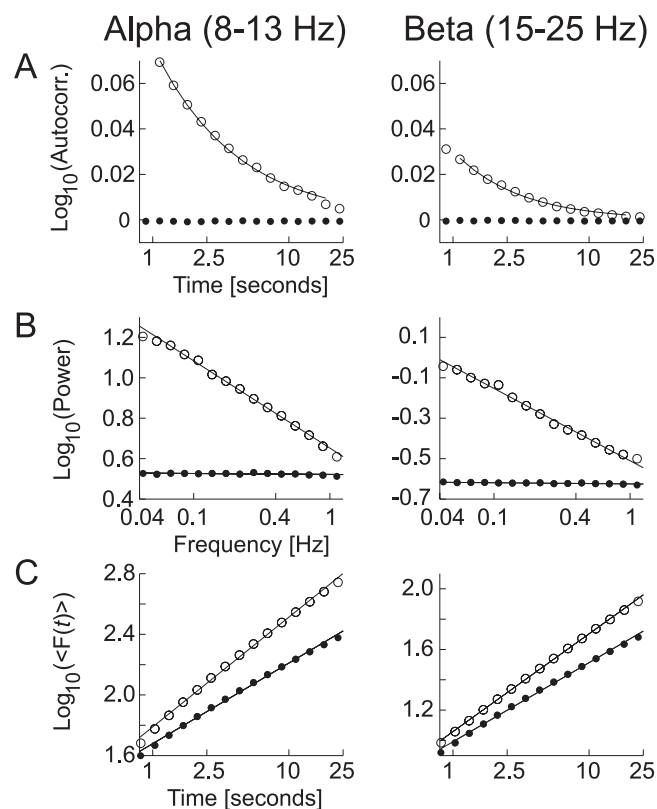 Alpha (8-13 Hz) Beta (15-25 Hz)
A
Log10(Autocorr.)
0.06
0.04
0.02
0
0.06
0.04
0.02
0
1 2.5 10 25
1 2.5 10 25
Time [seconds]
B
Log10(Power)
1.2
1.0
0.8
0.6
0.4
0.1
-0.1
-0.3
-0.5
-0.7
0.04 0.1 0.4 1
0.04 0.1 0.4 1
Frequency [Hz]
C
Log10(<F(t)>)
2.8
2.4
2.0
1.6
2.0
1.6
1.2
1 2.5 10 25
1 2.5 10 25
Time [seconds]